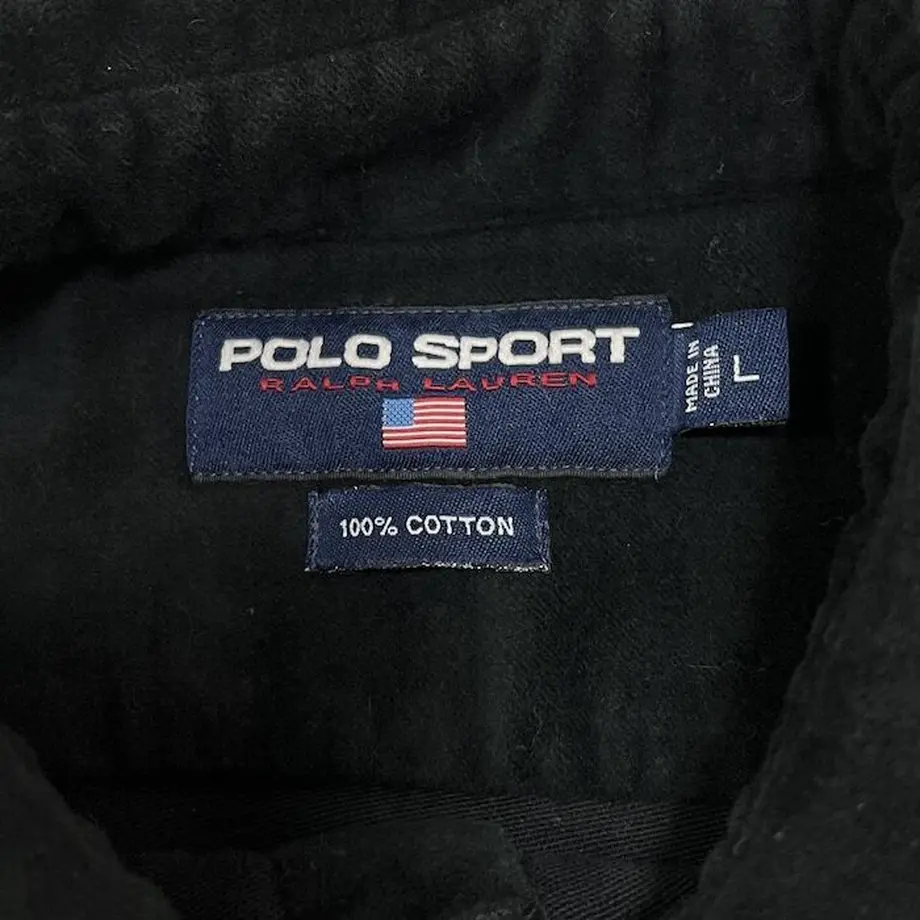 POLO SPORT
RALPH LAUREN
MADE IN
CHINA
L
100% COTTON